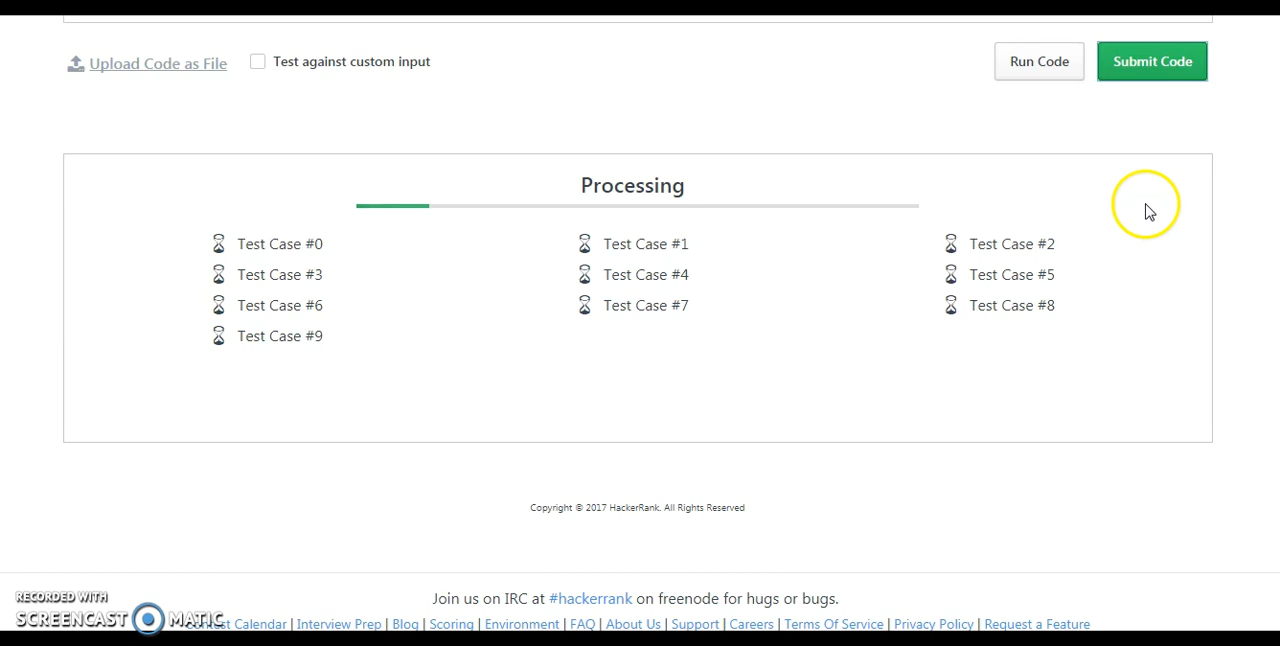 Upload Code as File Test against custom input Run Code Submit Code
Processing
Test Case #0 Test Case #1 Test Case #2
Test Case #3 Test Case #4 Test Case #5
Test Case #6 Test Case #7 Test Case #8
Test Case #9
Copyright © 2017 HackerRank. All Rights Reserved
Join us on IRC at #hackerrank on freenode for hugs or bugs.
Contest Calendar | Interview Prep | Blog | Scoring | Environment | FAQ | About Us | Support | Careers | Terms Of Service | Privacy Policy | Request a Feature
RECORDED WITH
SCREENCAST MATIC